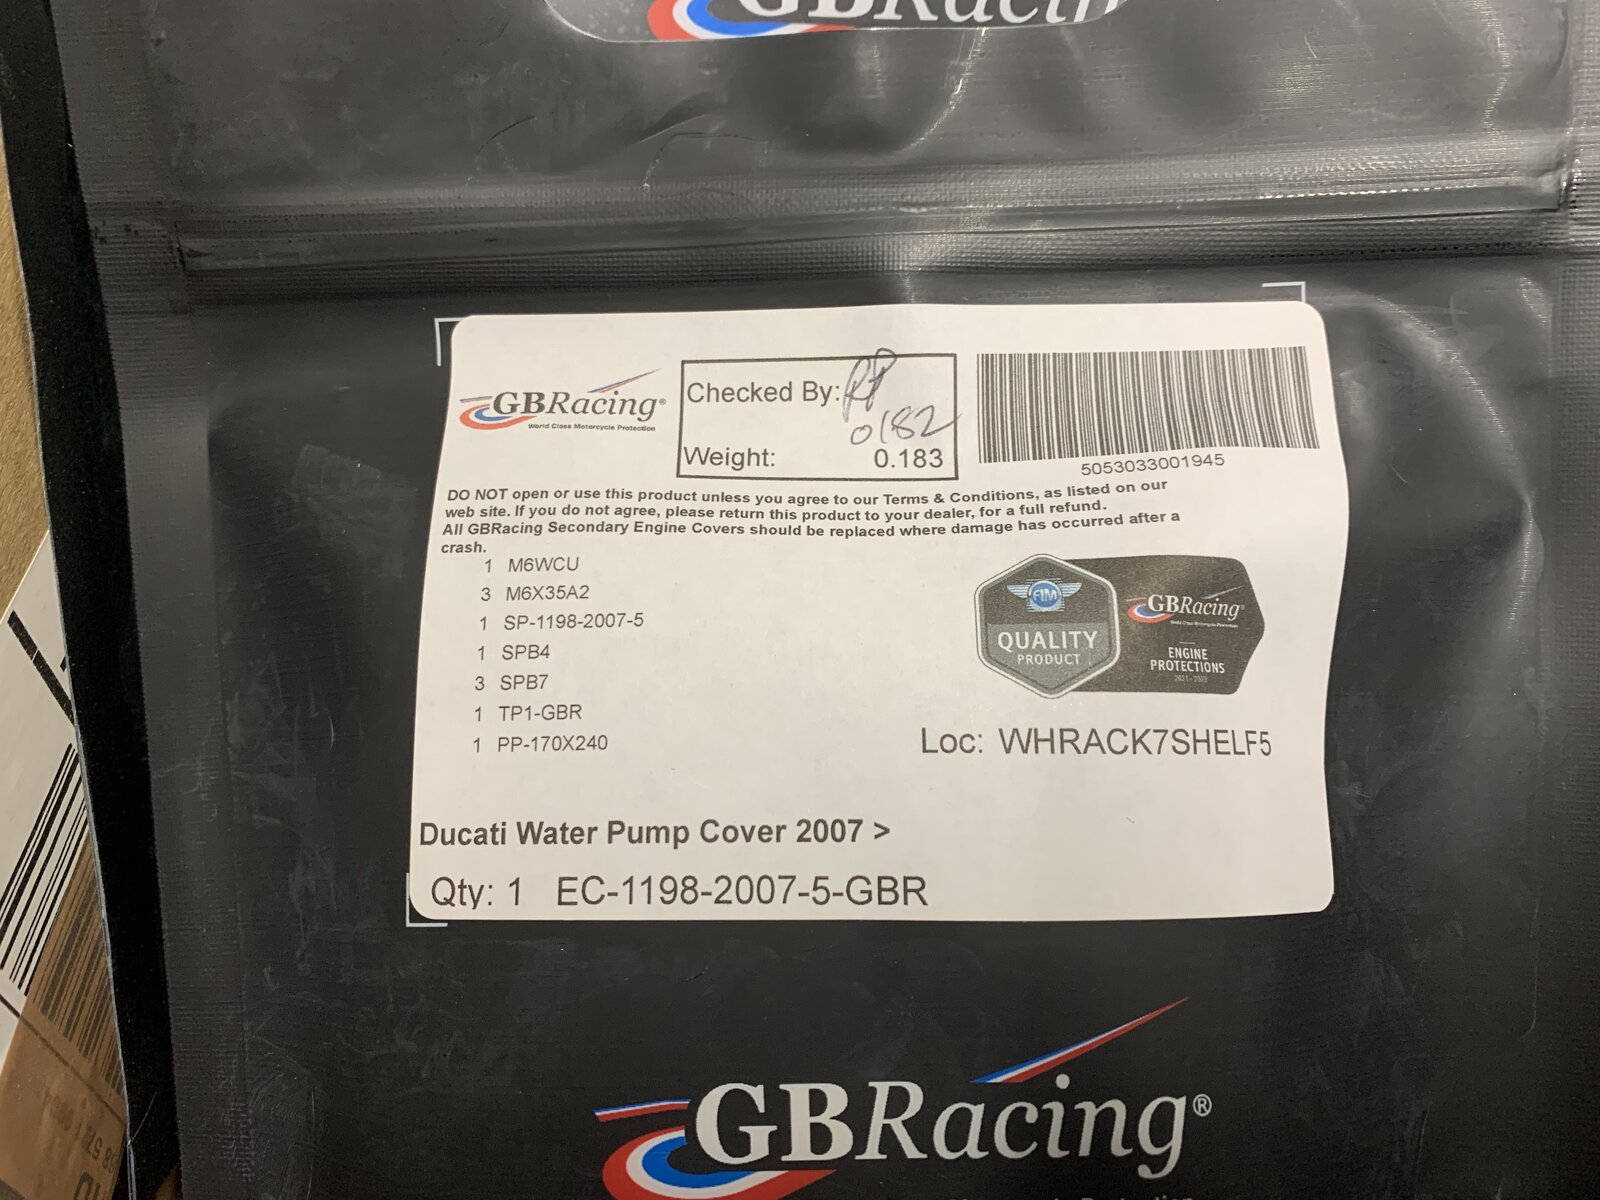 GBRacing
GBRacing®
World Class Motorcycle Protection
Checked By: RP
0182
Weight: 0.183
5053033001945
DO NOT open or use this product unless you agree to our Terms & Conditions, as listed on our
web site. If you do not agree, please return this product to your dealer, for a full refund.
All GBRacing Secondary Engine Covers should be replaced where damage has occurred after a
crash.
1 M6WCU
3 M6X35A2
1 SP-1198-2007-5
1 SPB4
3 SPB7
1 TP1-GBR
1 PP-170X240
FIM
QUALITY
PRODUCT
GBRacing®
World Class Motorcycle Protection
ENGINE
PROTECTIONS
Loc: WHRACK7SHELF5
Ducati Water Pump Cover 2007 >
Qty: 1 EC-1198-2007-5-GBR
GBRacing®